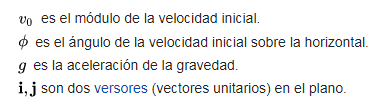 v₀ es el módulo de la velocidad inicial.
ϕ es el ángulo de la velocidad inicial sobre la horizontal.
g es la aceleración de la gravedad.
i, j son dos versores (vectores unitarios) en el plano.